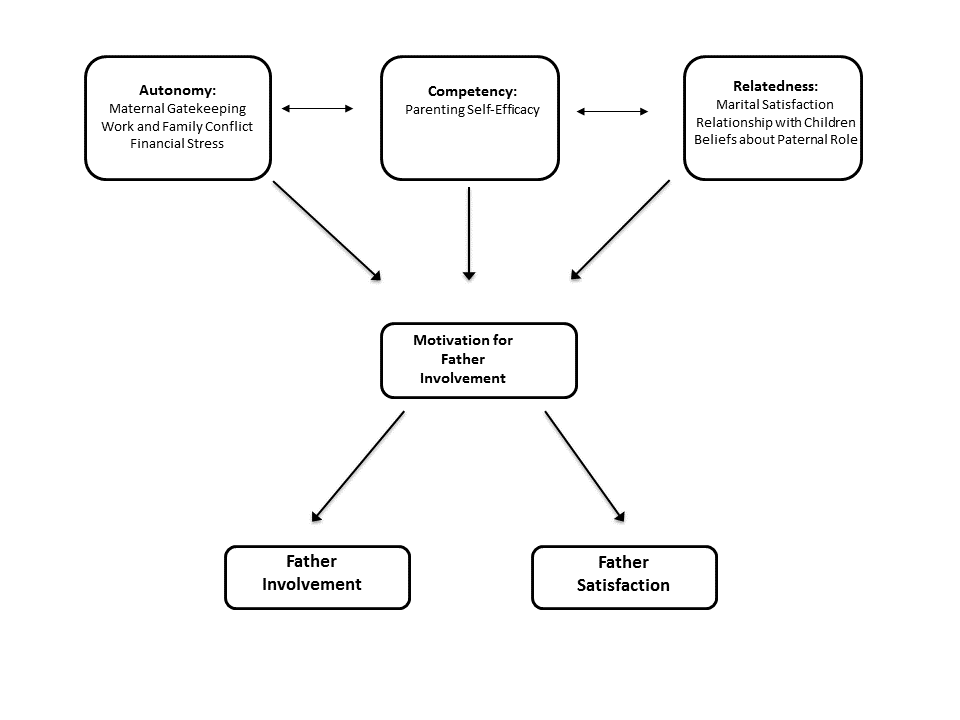 Autonomy:
Maternal Gatekeeping
Work and Family Conflict
Financial Stress
Competency:
Parenting Self-Efficacy
Relatedness:
Marital Satisfaction
Relationship with Children
Beliefs about Paternal Role
Motivation for
Father
Involvement
Father
Involvement
Father
Satisfaction